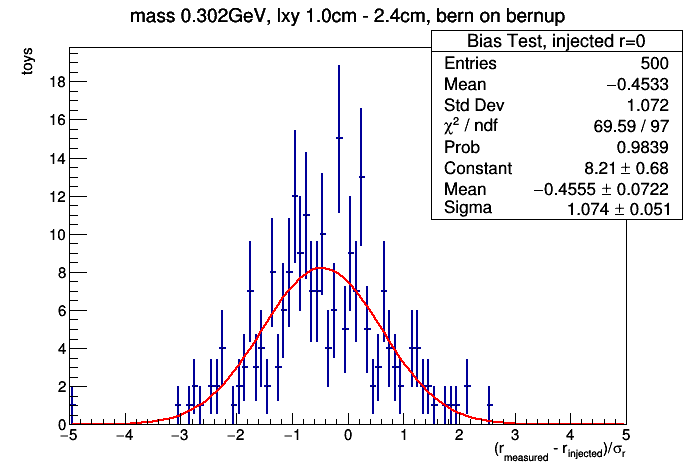 mass 0.302GeV, lxy 1.0cm - 2.4cm, bern on bernup
Bias Test, injected r=0
Entries 500
Mean −0.4533
Std Dev 1.072
χ² / ndf 69.59 / 97
Prob 0.9839
Constant 8.21 ± 0.68
Mean −0.4555 ± 0.0722
Sigma 1.074 ± 0.051
toys
18
16
14
12
10
8
6
4
2
0
−5 −4 −3 −2 −1 0 1 2 3 4 5
(r_measured - r_injected)/σ_r